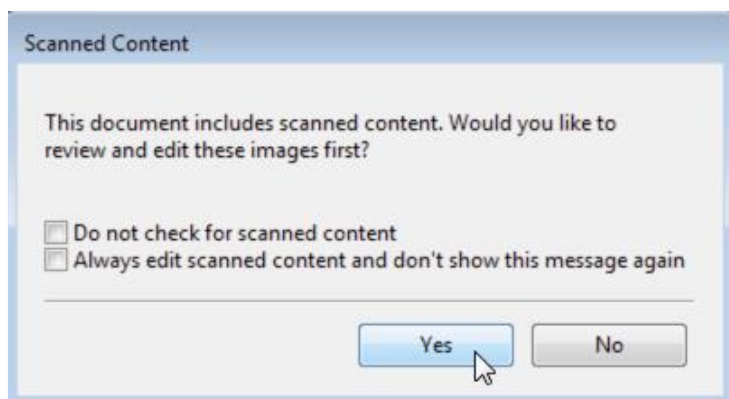 Scanned Content
This document includes scanned content. Would you like to
review and edit these images first?
Do not check for scanned content
Always edit scanned content and don't show this message again
Yes
No